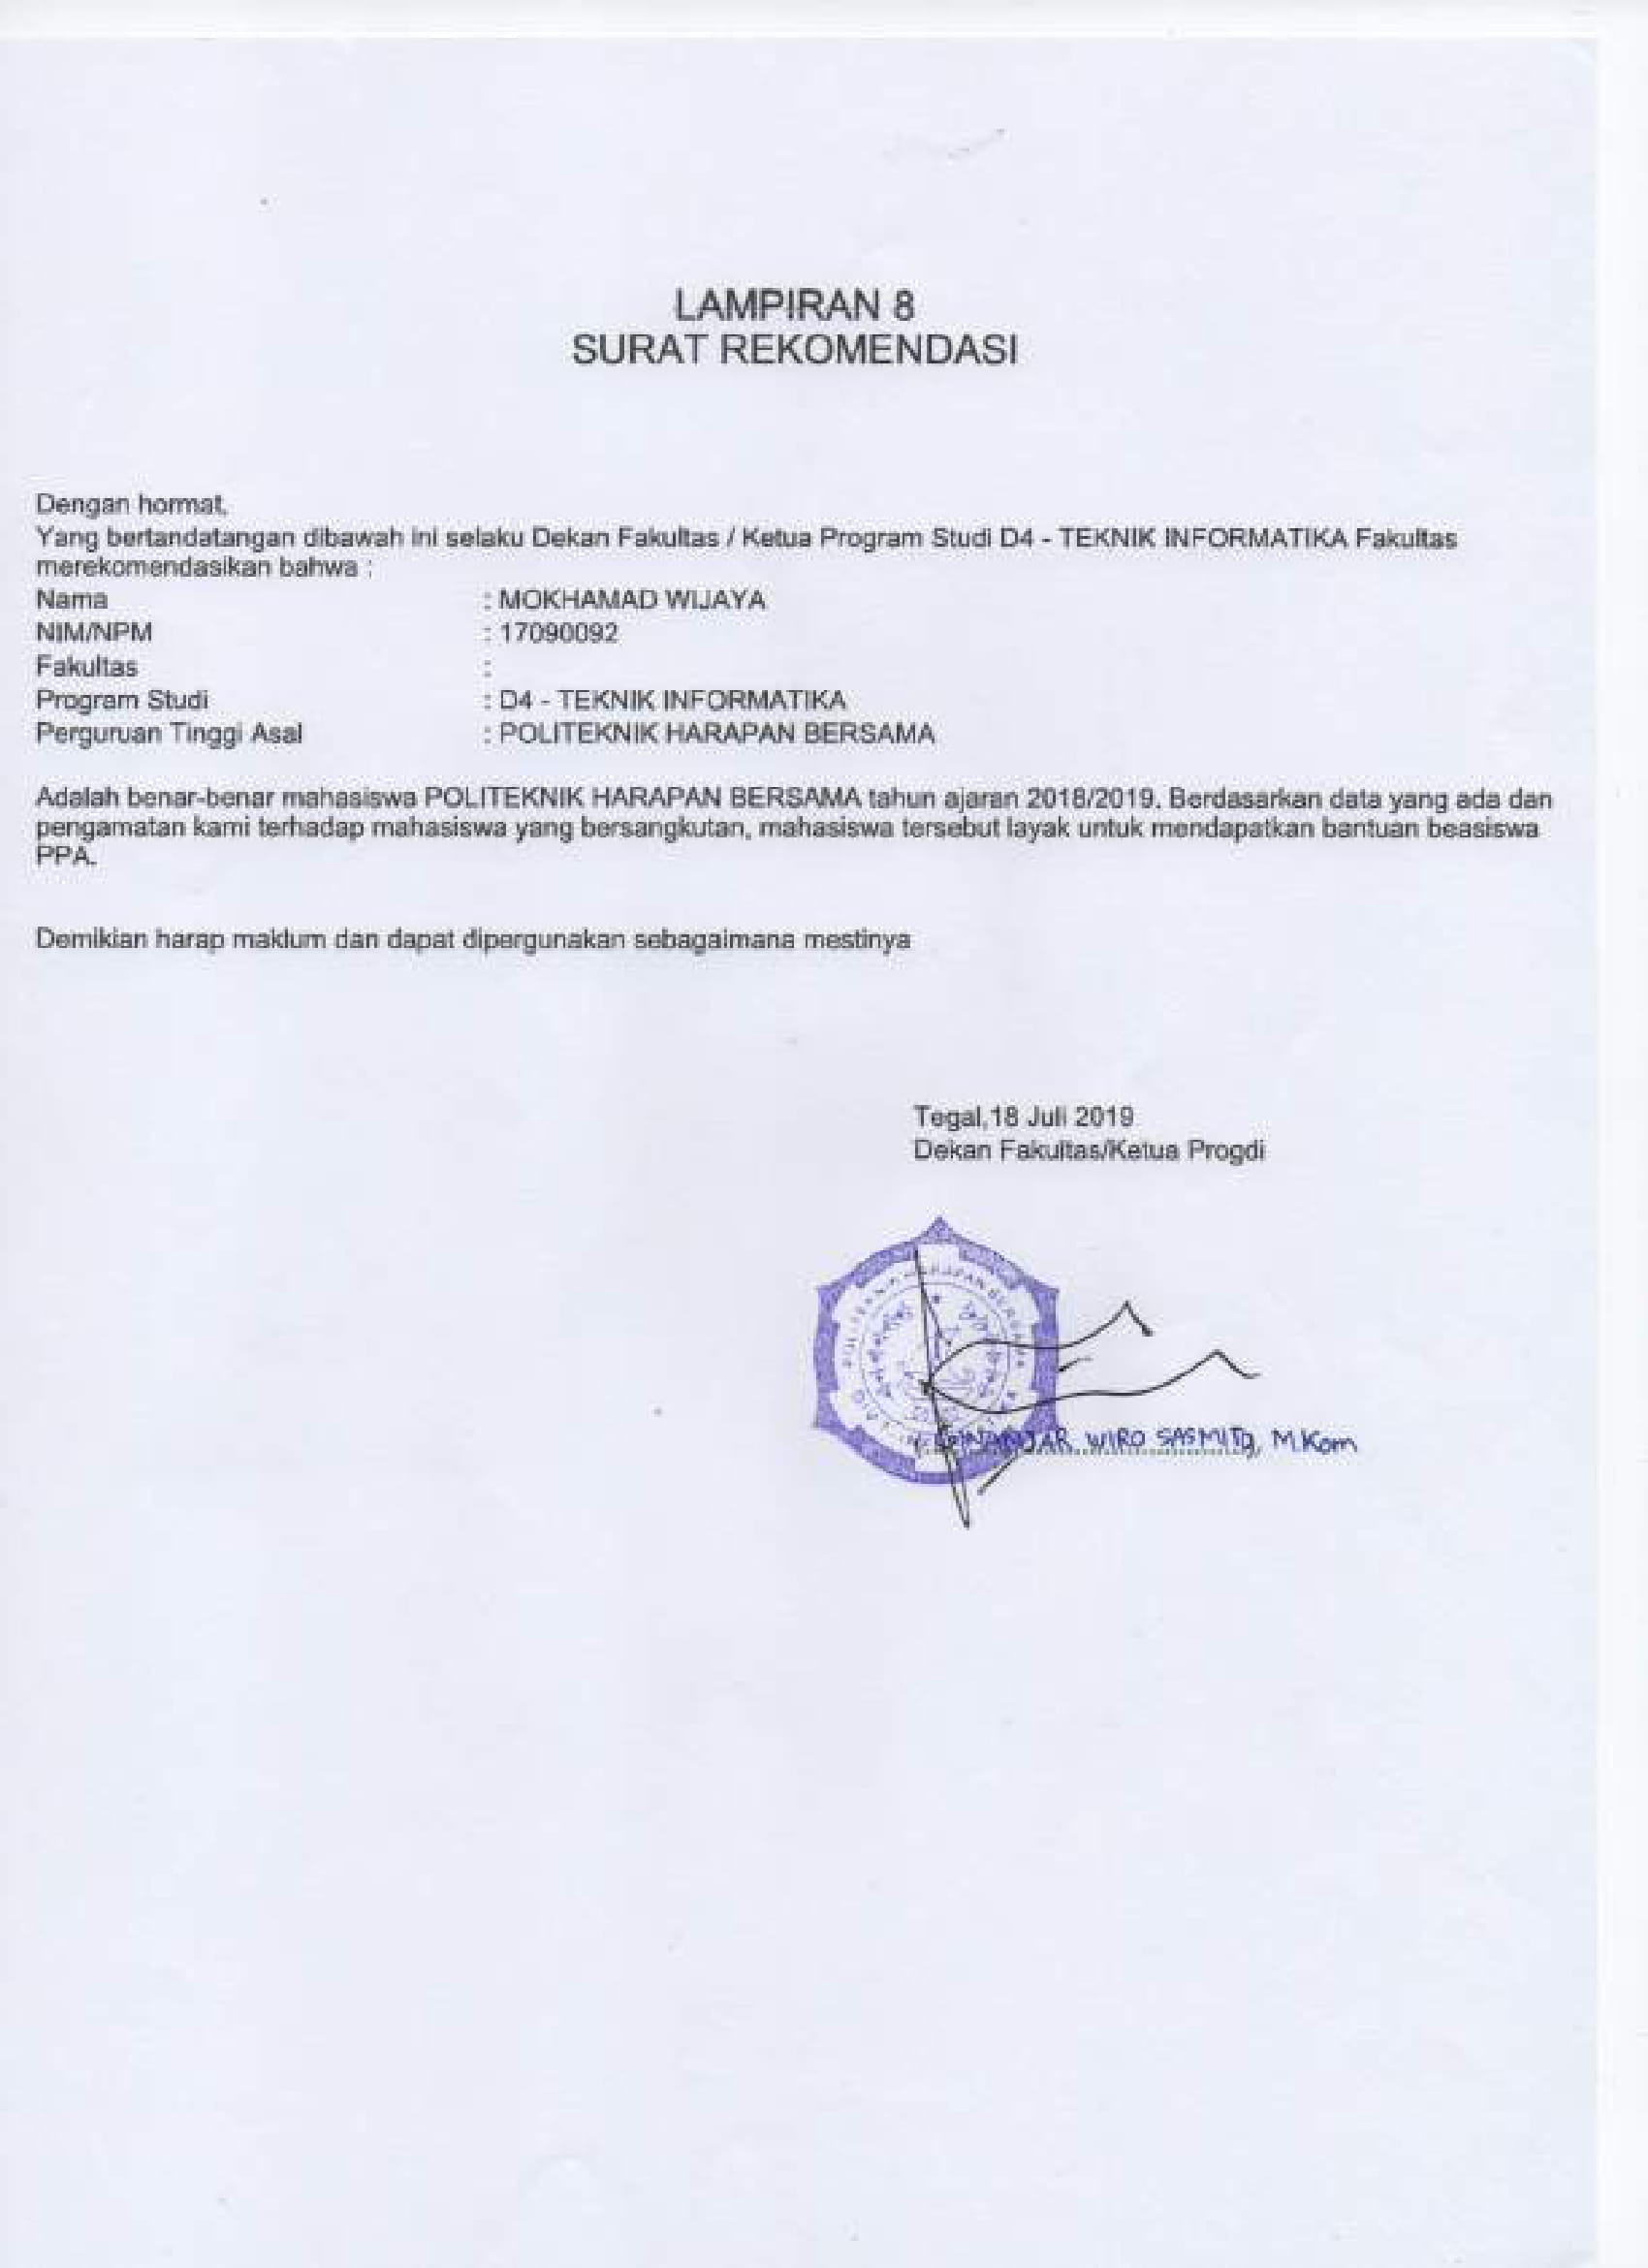 LAMPIRAN 8
SURAT REKOMENDASI
Dengan hormat,
Yang bertandatangan dibawah ini selaku Dekan Fakultas / Ketua Program Studi D4 - TEKNIK INFORMATIKA Fakultas
merekomendasikan bahwa :
Nama : MOKHAMAD WIJAYA
NIM/NPM : 17090092
Fakultas :
Program Studi : D4 - TEKNIK INFORMATIKA
Perguruan Tinggi Asal : POLITEKNIK HARAPAN BERSAMA
Adalah benar-benar mahasiswa POLITEKNIK HARAPAN BERSAMA tahun ajaran 2018/2019. Berdasarkan data yang ada dan
pengamatan kami terhadap mahasiswa yang bersangkutan, mahasiswa tersebut layak untuk mendapatkan bantuan beasiswa
PPA.
Demikian harap maklum dan dapat dipergunakan sebagaimana mestinya
Tegal,18 Juli 2019
Dekan Fakultas/Ketua Progdi
POLITEKNIK HARAPAN BERSAMA
WIRO SASMITO, M.Kom